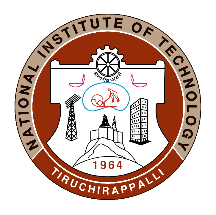 NATIONAL INSTITUTE OF TECHNOLOGY
1964
TIRUCHIRAPPALLI